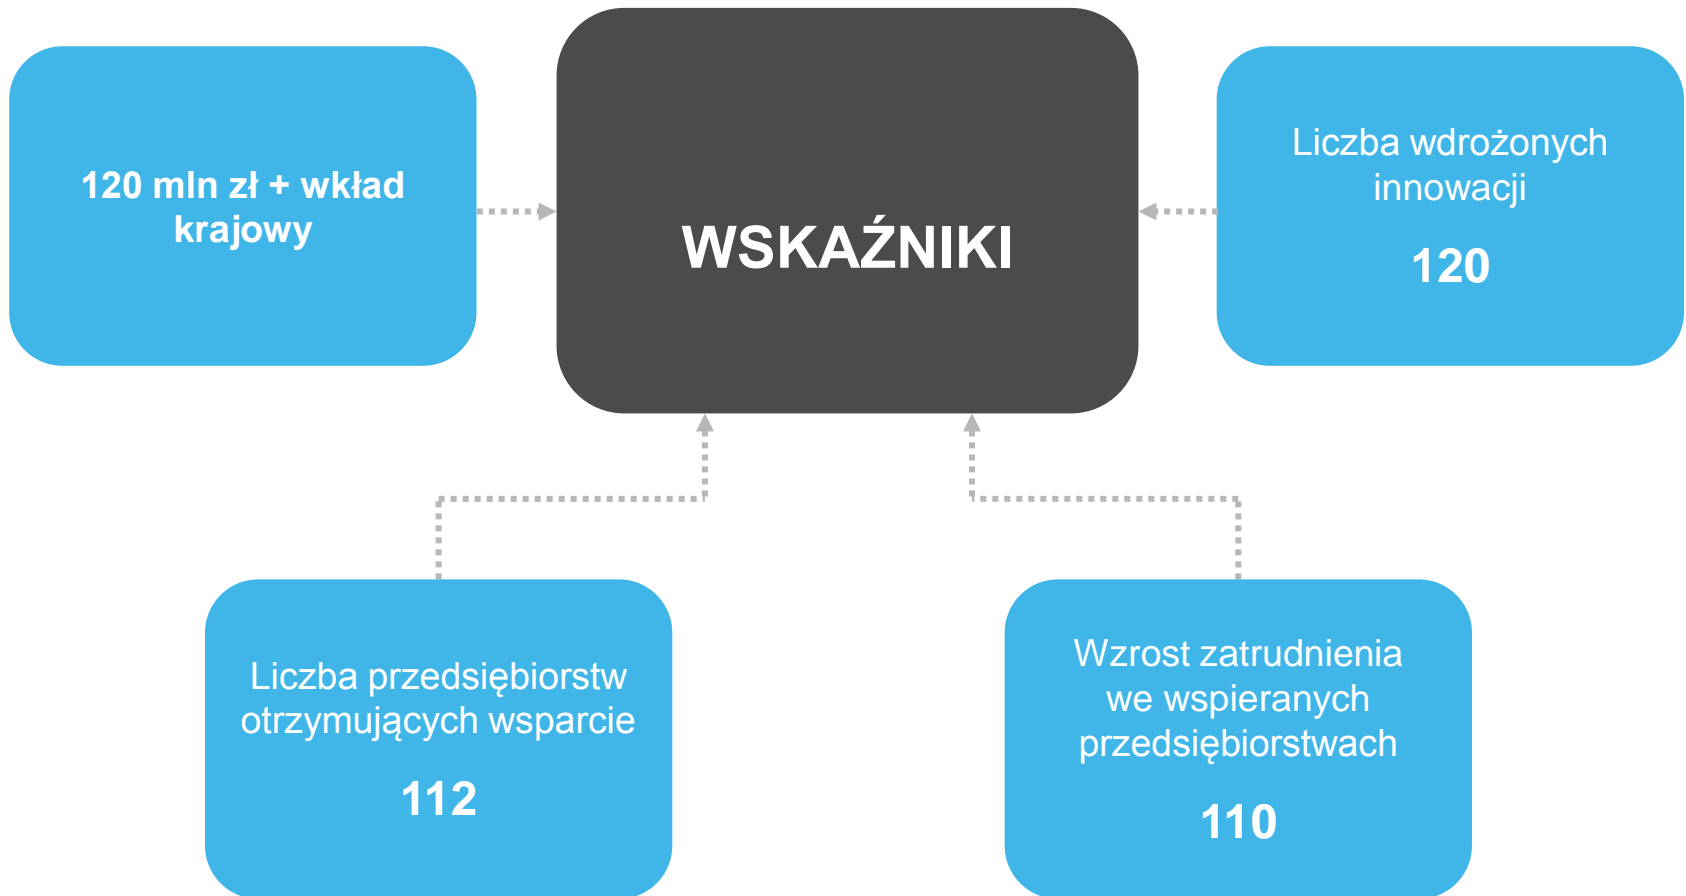 120 mln zł + wkład
krajowy
WSKAŹNIKI
Liczba wdrożonych
innowacji
120
Liczba przedsiębiorstw
otrzymujących wsparcie
112
Wzrost zatrudnienia
we wspieranych
przedsiębiorstwach
110